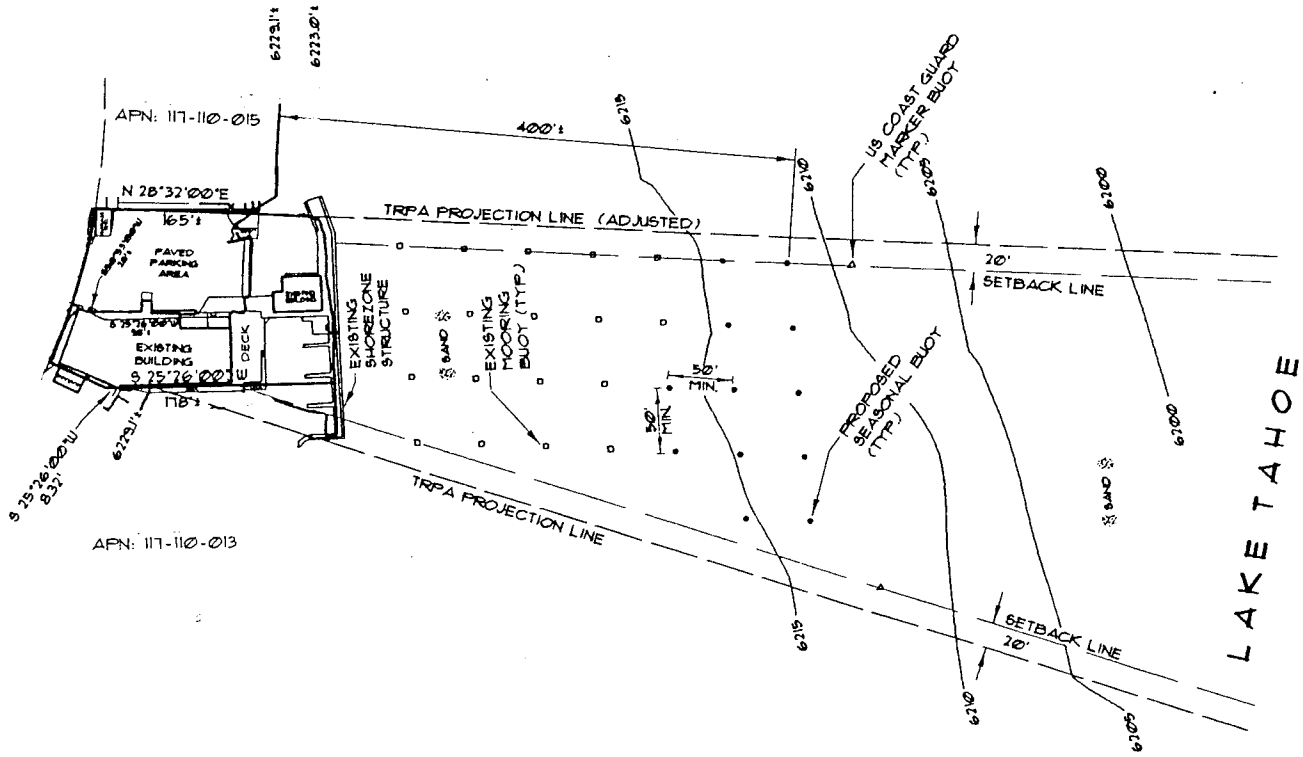 6229.1'±
6223.0'±
APN: 117-110-015
400'±
6215
6210
US COAST GUARD
MARKER BUOY
(TYP.)
6205
6200
N 28°32'00"E
165'±
TRPA PROJECTION LINE (ADJUSTED)
20'
SETBACK LINE
PAVED
PARKING
AREA
EXISTING
BUILDING
S 25°26'00"
178'±
E DECK
EXISTING
SHOREZONE
STRUCTURE
SAND
EXISTING
MOORING
BUOY (TYP.)
50'
MIN.
50'
MIN.
PROPOSED
SEASONAL BUOY
(TYP.)
6200
SAND
LAKE TAHOE
S 25°26'00"W
8.32'
6229.1'±
APN: 117-110-013
TRPA PROJECTION LINE
6215
SETBACK LINE
20'
6210
6205